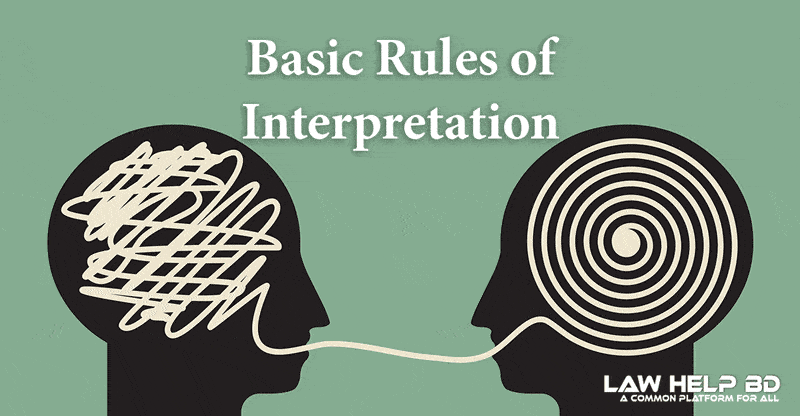 Basic Rules of
Interpretation
LAW HELP BD
A COMMON PLATFORM FOR ALL